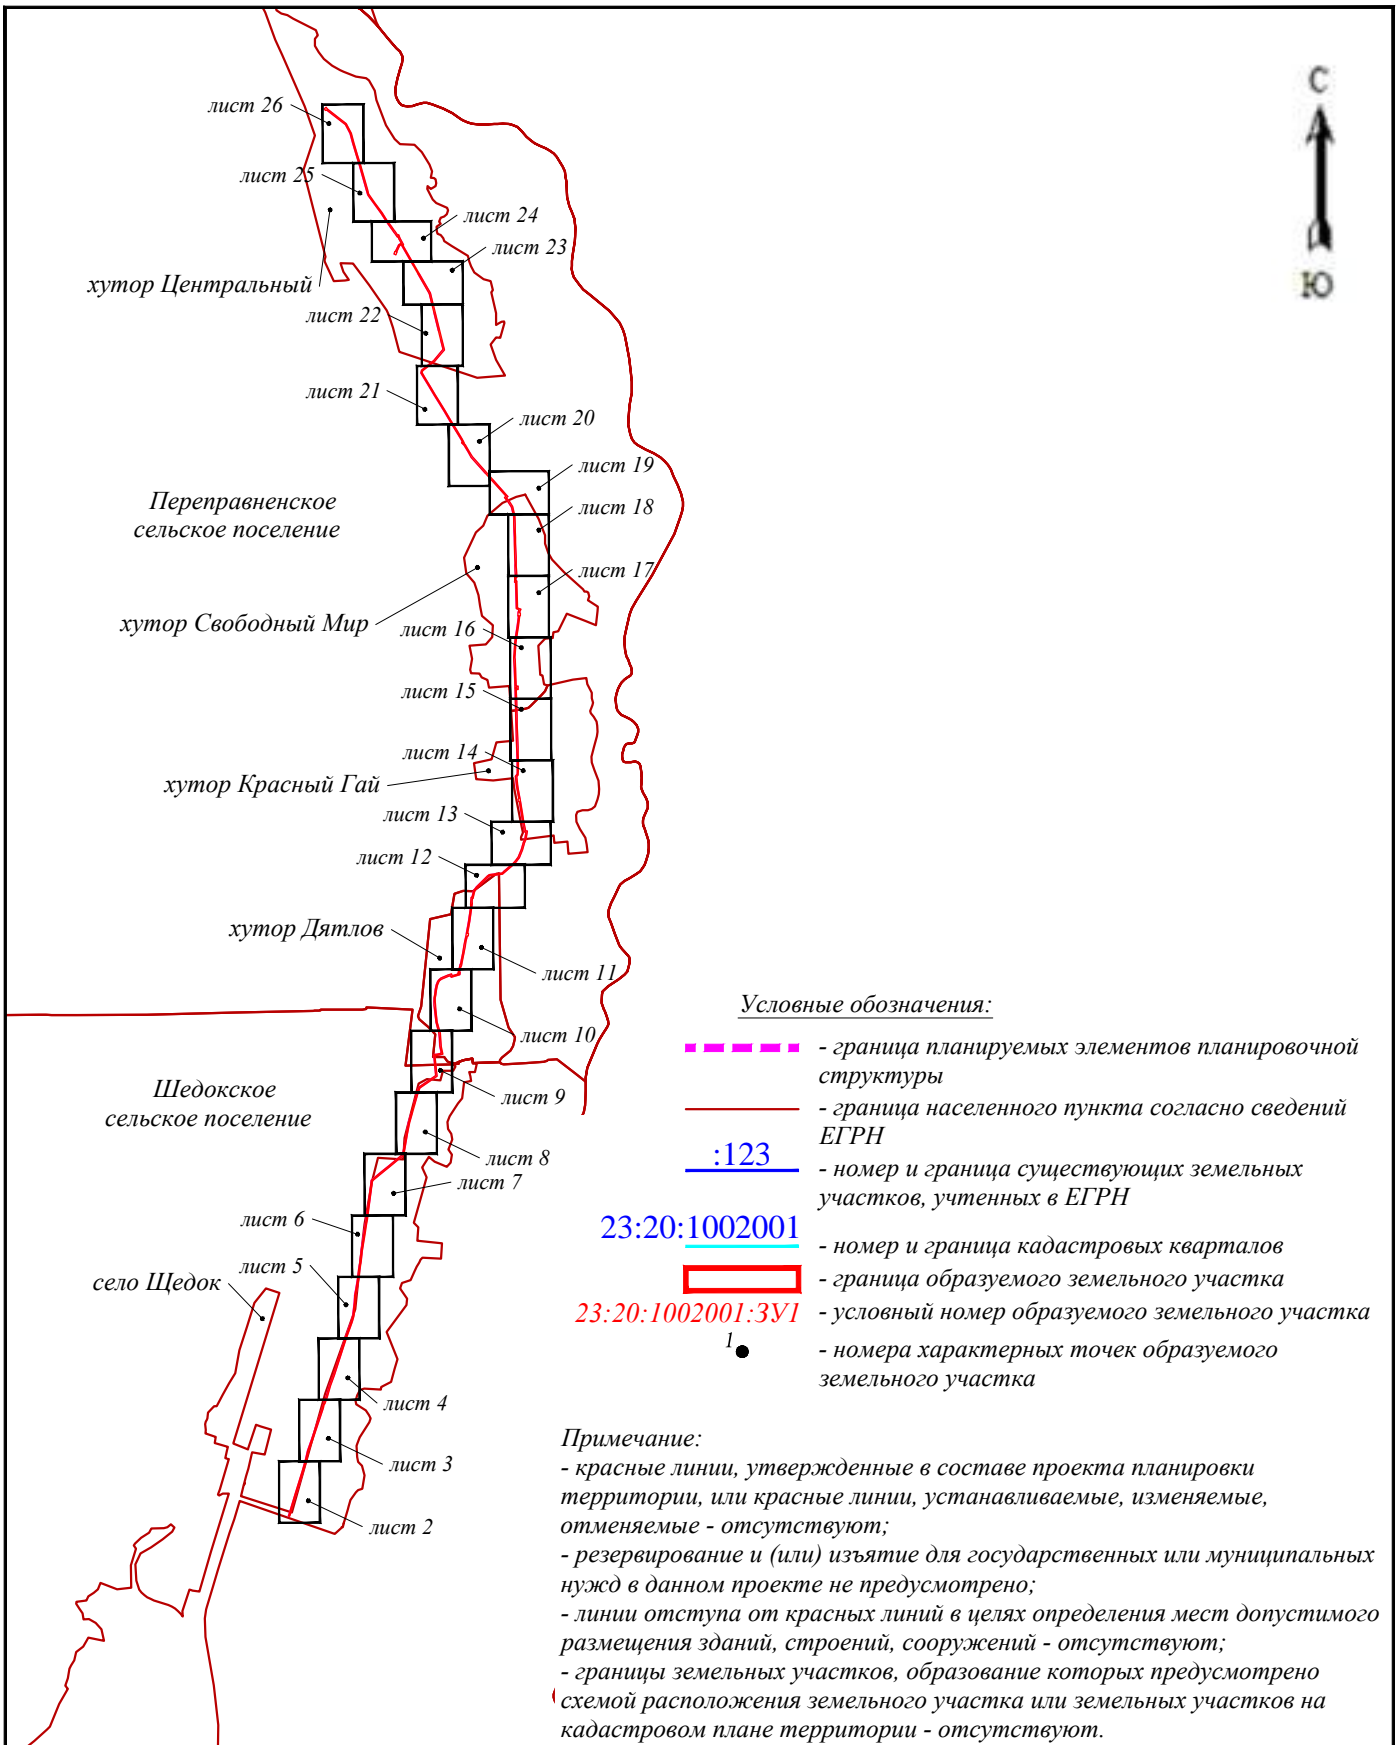 С
Ю
лист 26
лист 25
лист 24
лист 23
хутор Центральный
лист 22
лист 21
лист 20
лист 19
Переправненское
сельское поселение
лист 18
лист 17
хутор Свободный Мир
лист 16
лист 15
лист 14
хутор Красный Гай
лист 13
лист 12
хутор Дятлов
лист 11
лист 10
лист 9
Шедокское
сельское поселение
лист 8
лист 7
лист 6
лист 5
село Щедок
лист 4
лист 3
лист 2
Условные обозначения:
- граница планируемых элементов планировочной
структуры
- граница населенного пункта согласно сведений
ЕГРН
:123
- номер и граница существующих земельных
участков, учтенных в ЕГРН
23:20:1002001
- номер и граница кадастровых кварталов
- граница образуемого земельного участка
23:20:1002001:ЗУ1
- условный номер образуемого земельного участка
1
- номера характерных точек образуемого
земельного участка
Примечание:
- красные линии, утвержденные в составе проекта планировки
территории, или красные линии, устанавливаемые, изменяемые,
отменяемые - отсутствуют;
- резервирование и (или) изъятие для государственных или муниципальных
нужд в данном проекте не предусмотрено;
- линии отступа от красных линий в целях определения мест допустимого
размещения зданий, строений, сооружений - отсутствуют;
- границы земельных участков, образование которых предусмотрено
схемой расположения земельного участка или земельных участков на
кадастровом плане территории - отсутствуют.